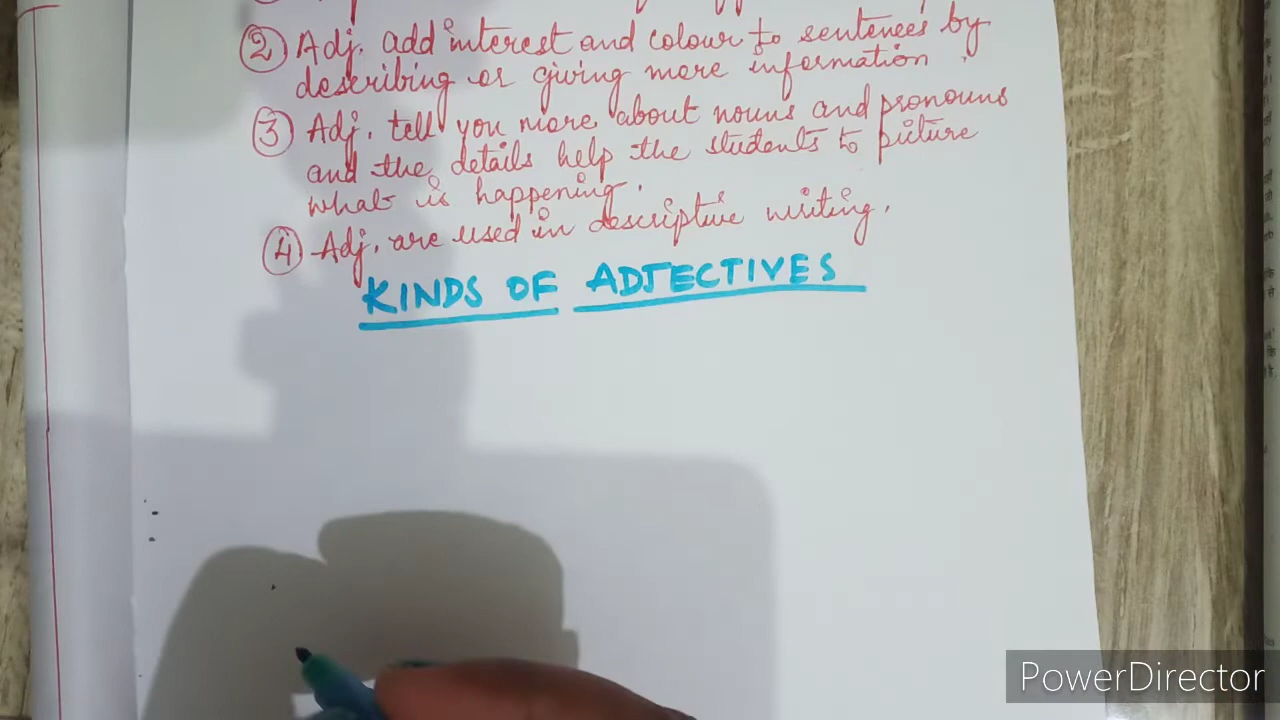 ② Adj. add interest and colour to sentences by
describing or giving more information.
③ Adj. tell you more about nouns and pronouns
and the details help the students to picture
what is happening.
④ Adj. are used in descriptive writing.
KINDS OF ADJECTIVES
PowerDirector